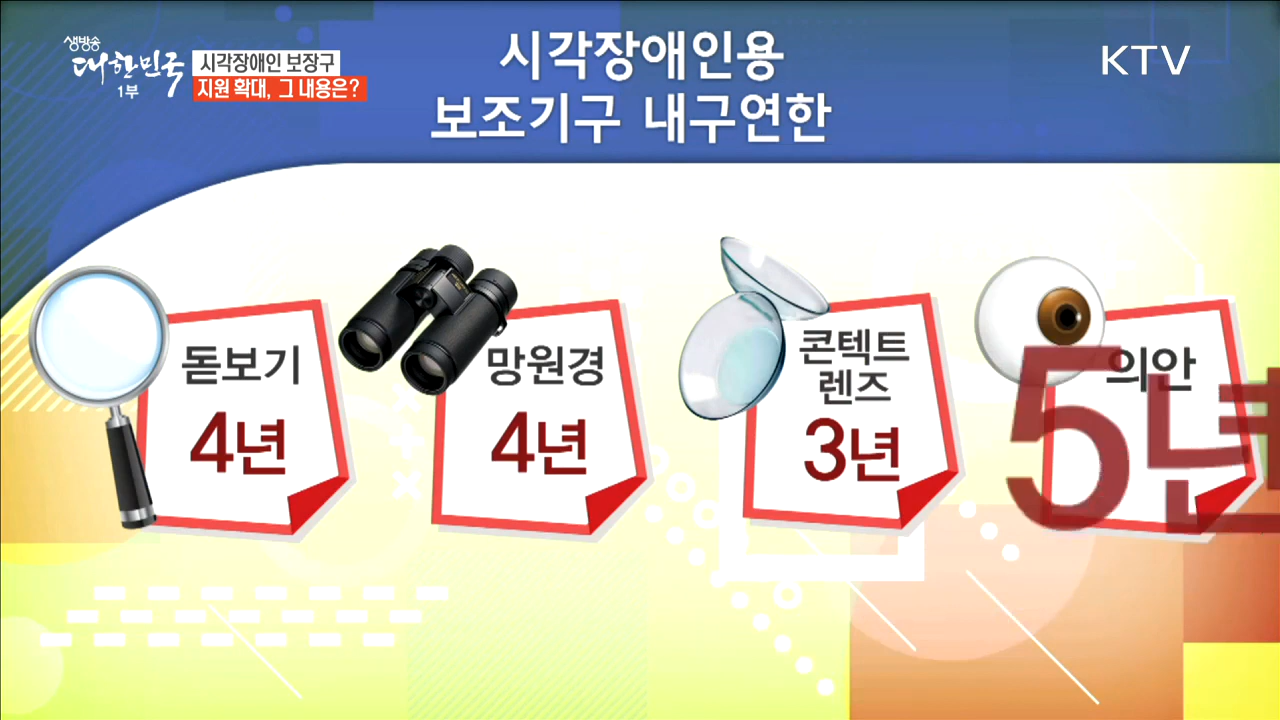 생방송
대한민국
1부
시각장애인 보장구
지원 확대, 그 내용은?
시각장애인용
보조기구 내구연한
KTV
돋보기
4년
망원경
4년
콘텍트
렌즈
3년
의안
5년